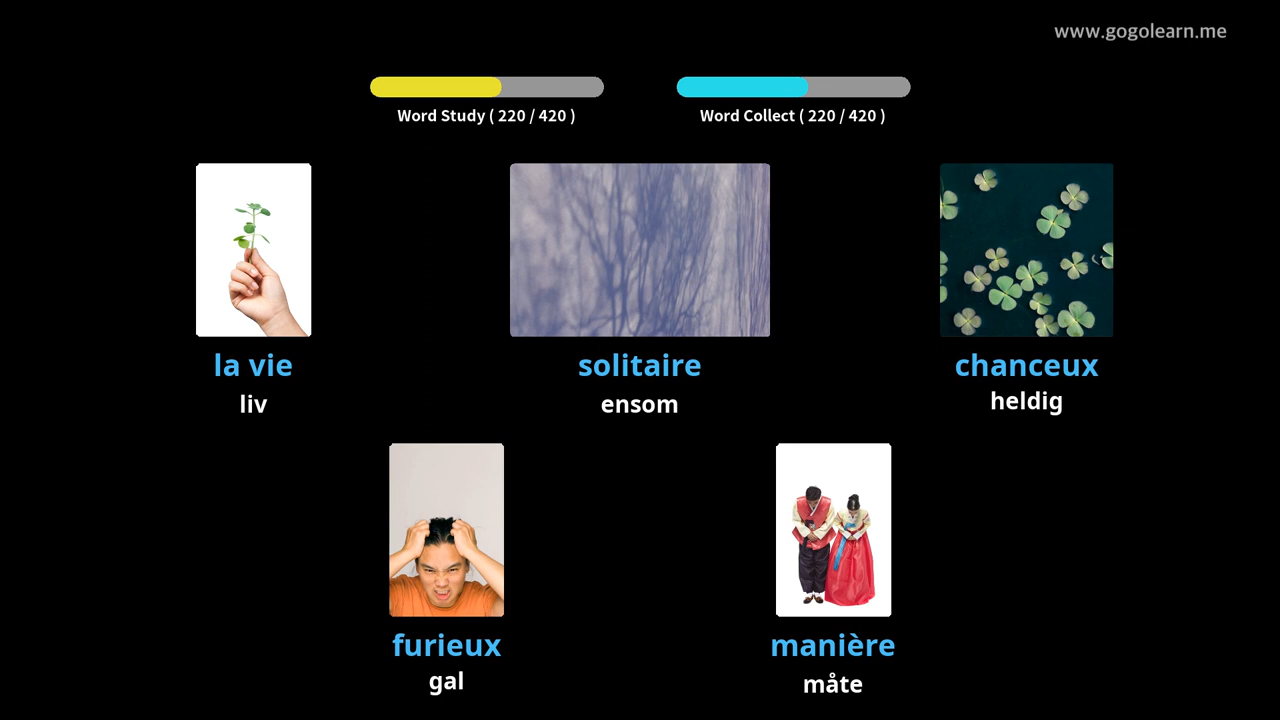 www.gogolearn.me
Word Study ( 220 / 420 )
Word Collect ( 220 / 420 )
la vie
liv
solitaire
ensom
chanceux
heldig
furieux
gal
manière
måte